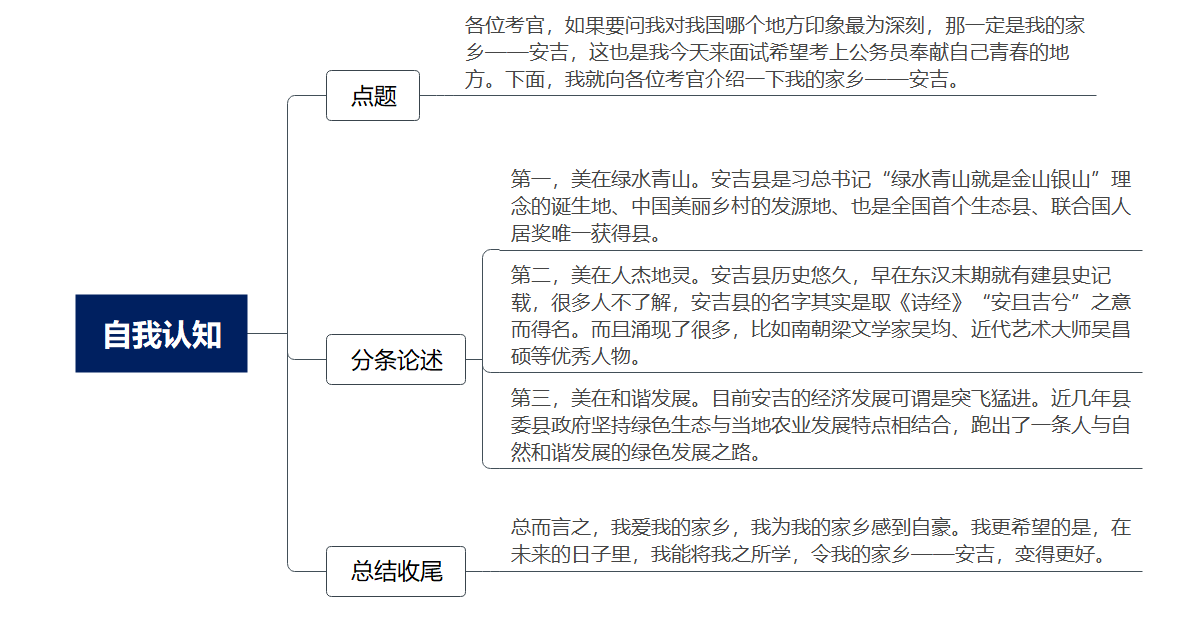 自我认知
点题
各位考官，如果要问我对我国哪个地方印象最为深刻，那一定是我的家
乡——安吉，这也是我今天来面试希望考上公务员奉献自己青春的地
方。下面，我就向各位考官介绍一下我的家乡——安吉。
分条论述
第一，美在绿水青山。安吉县是习总书记“绿水青山就是金山银山”理
念的诞生地、中国美丽乡村的发源地、也是全国首个生态县、联合国人
居奖唯一获得县。
第二，美在人杰地灵。安吉县历史悠久，早在东汉末期就有建县史记
载，很多人不了解，安吉县的名字其实是取《诗经》“安且吉兮”之意
而得名。而且涌现了很多，比如南朝梁文学家吴均、近代艺术大师吴昌
硕等优秀人物。
第三，美在和谐发展。目前安吉的经济发展可谓是突飞猛进。近几年县
委县政府坚持绿色生态与当地农业发展特点相结合，跑出了一条人与自
然和谐发展的绿色发展之路。
总结收尾
总而言之，我爱我的家乡，我为我的家乡感到自豪。我更希望的是，在
未来的日子里，我能将我之所学，令我的家乡——安吉，变得更好。